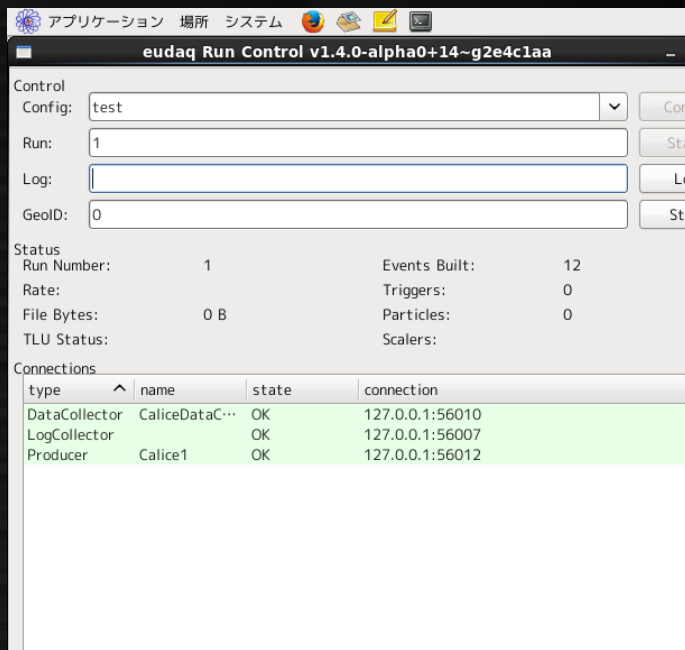 アプリケーション 場所 システム
eudaq Run Control v1.4.0-alpha0+14~g2e4c1aa
Control
Config: test
Run: 1
Log:
GeoID: 0
Status
Run Number: 1 Events Built: 12
Rate: Triggers: 0
File Bytes: 0 B Particles: 0
TLU Status: Scalers:
Connections
type name state connection
DataCollector CaliceDataC… OK 127.0.0.1:56010
LogCollector OK 127.0.0.1:56007
Producer Calice1 OK 127.0.0.1:56012